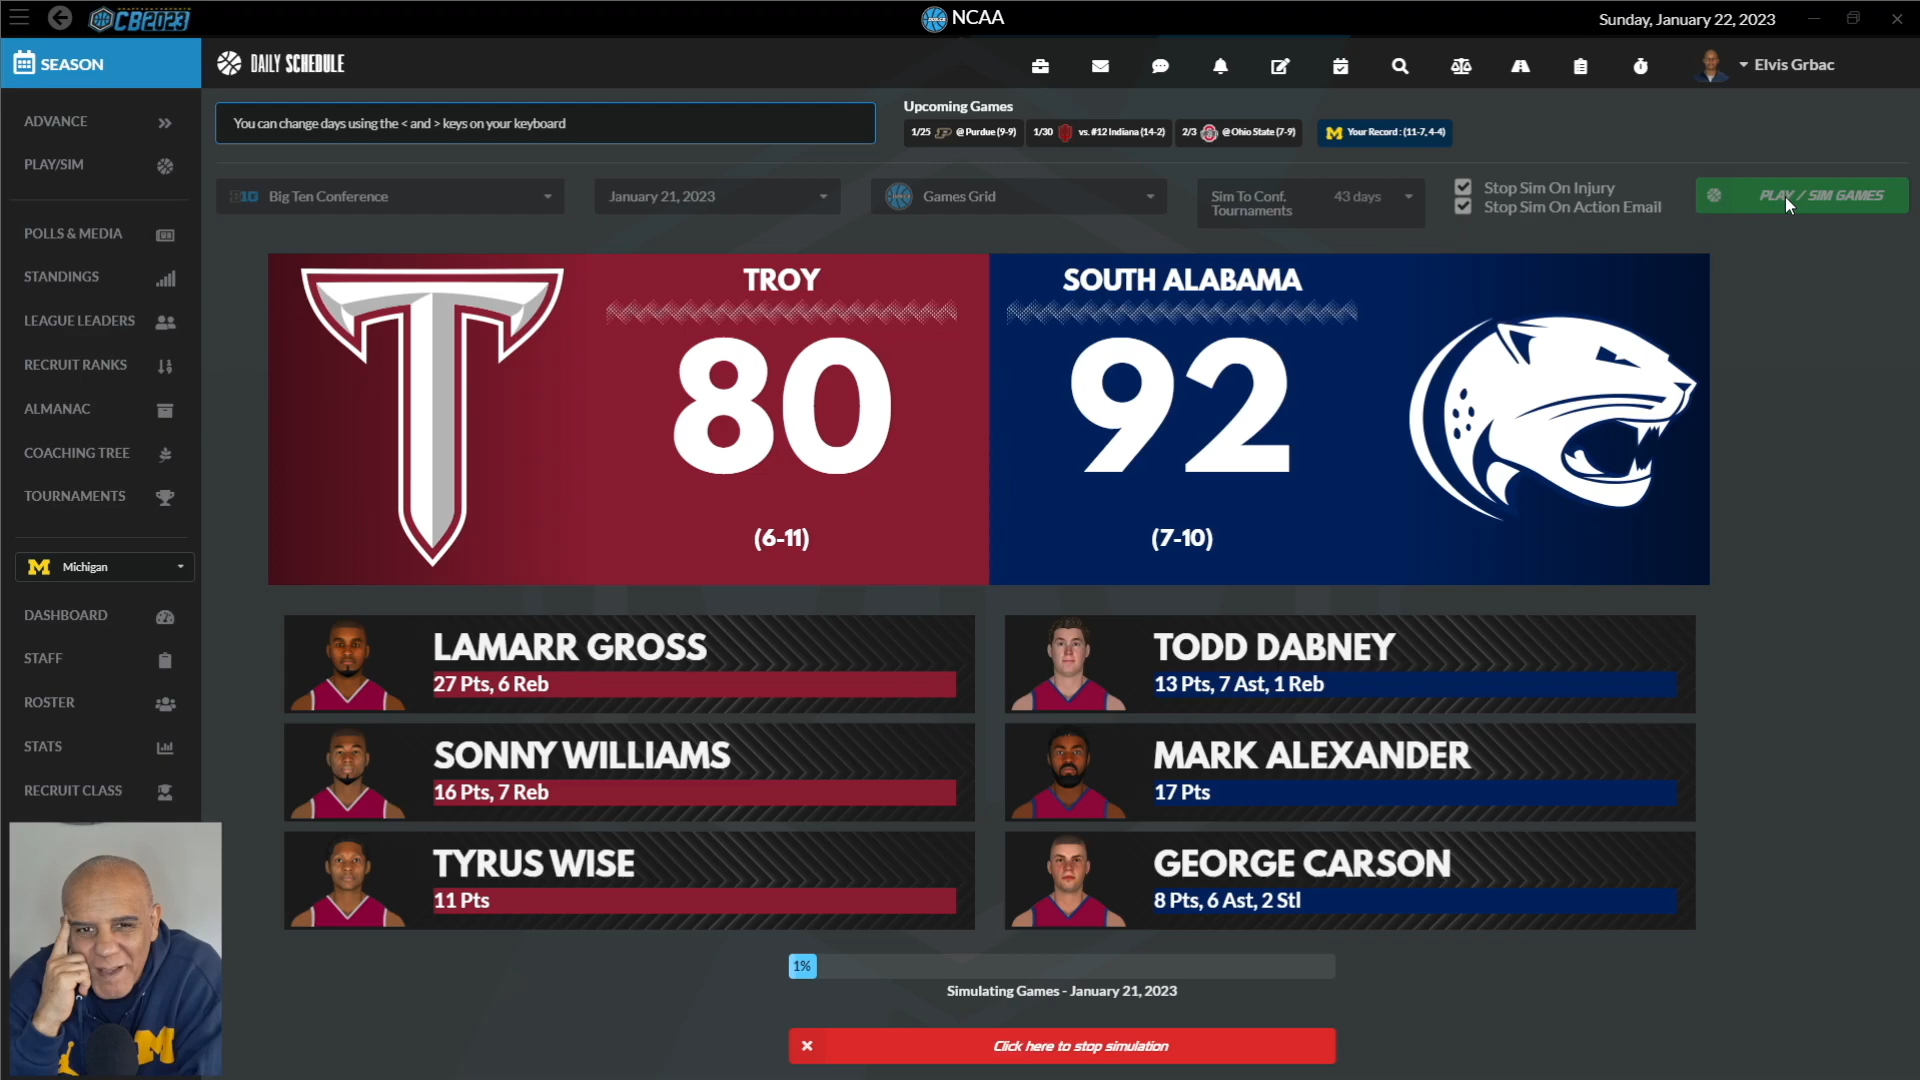 CB2023
NCAA
Sunday, January 22, 2023
SEASON
DAILY SCHEDULE
Elvis Grbac
ADVANCE
PLAY/SIM
POLLS & MEDIA
STANDINGS
LEAGUE LEADERS
RECRUIT RANKS
ALMANAC
COACHING TREE
TOURNAMENTS
M Michigan
DASHBOARD
STAFF
ROSTER
STATS
RECRUIT CLASS
You can change days using the < and > keys on your keyboard
Upcoming Games
1/25 @ Purdue (9-9)
1/30 vs. #12 Indiana (14-2)
2/3 @ Ohio State (7-9)
M Your Record : (11-7, 4-4)
B1G Big Ten Conference
January 21, 2023
Games Grid
Sim To Conf.
Tournaments
43 days
Stop Sim On Injury
Stop Sim On Action Email
PLAY / SIM GAMES
T
TROY
80
(6-11)
SOUTH ALABAMA
92
(7-10)
LAMARR GROSS
27 Pts, 6 Reb
SONNY WILLIAMS
16 Pts, 7 Reb
TYRUS WISE
11 Pts
TODD DABNEY
13 Pts, 7 Ast, 1 Reb
MARK ALEXANDER
17 Pts
GEORGE CARSON
8 Pts, 6 Ast, 2 Stl
1%
Simulating Games - January 21, 2023
Click here to stop simulation
M